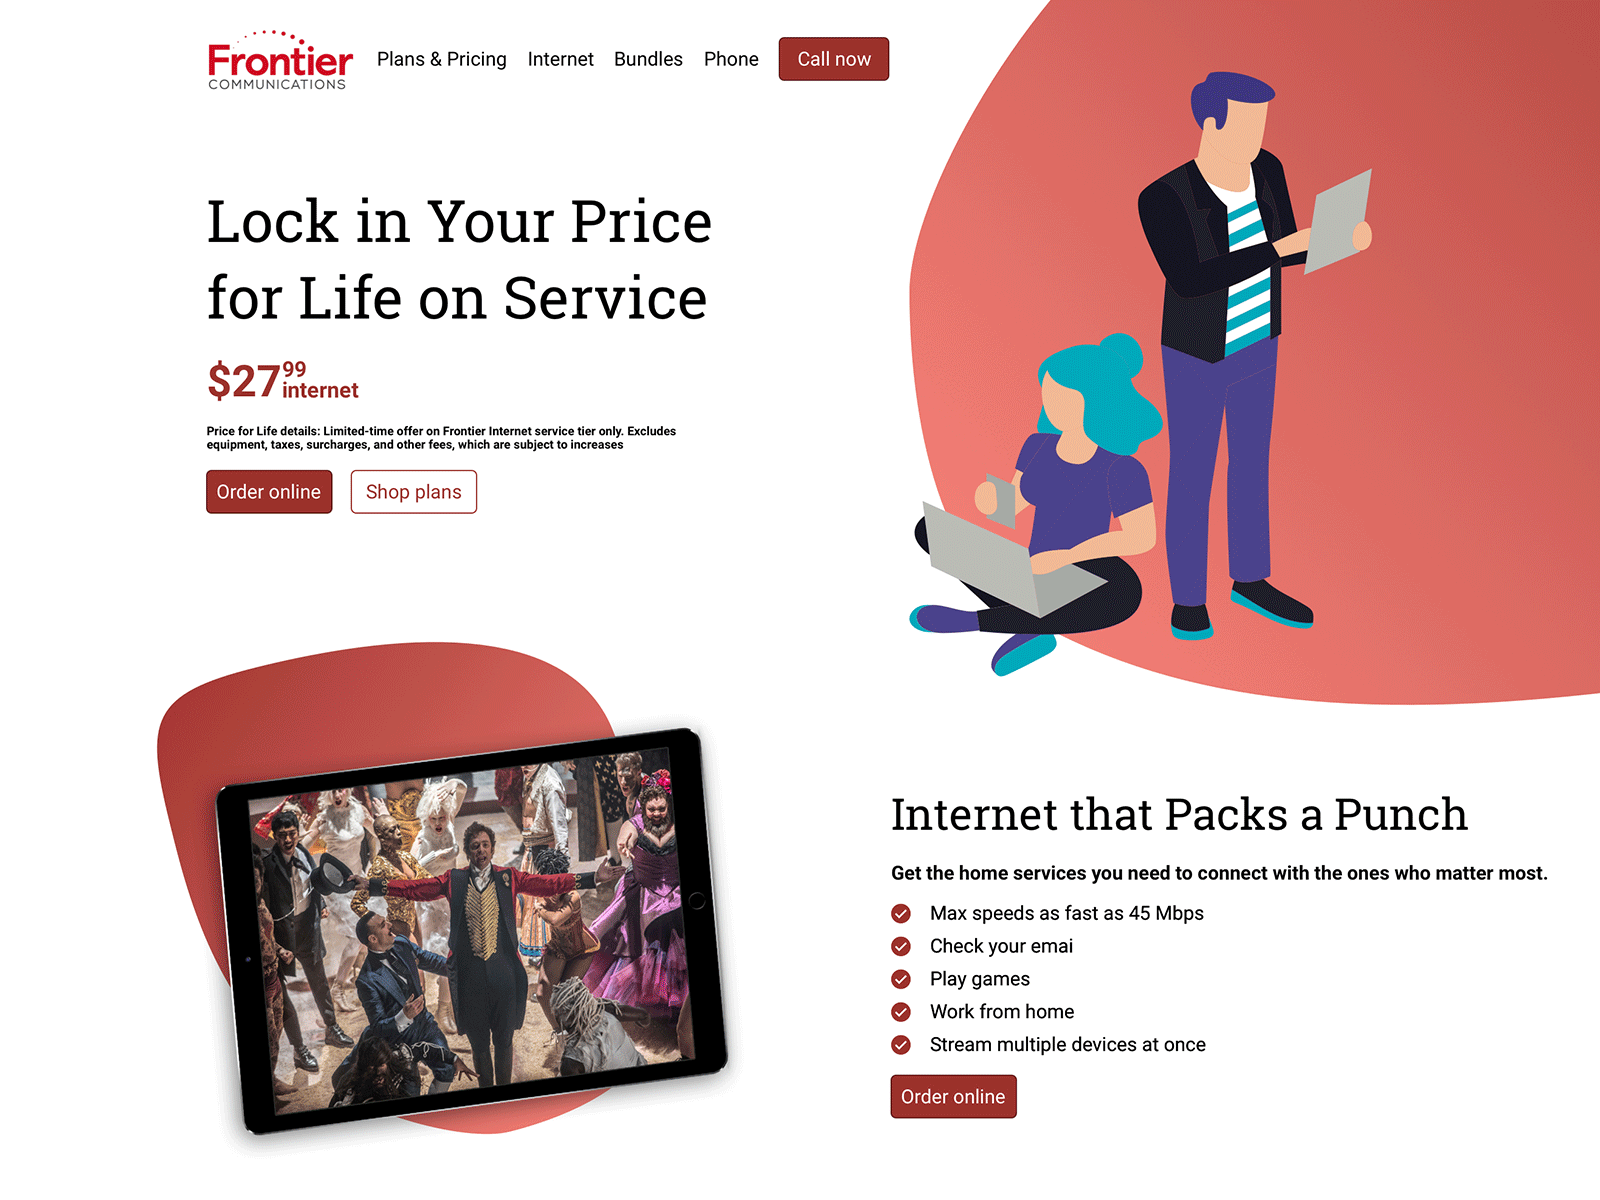 Frontier
COMMUNICATIONS
Plans & Pricing
Internet
Bundles
Phone
Call now
Lock in Your Price
for Life on Service
$27 99
internet
Price for Life details: Limited-time offer on Frontier Internet service tier only. Excludes
equipment, taxes, surcharges, and other fees, which are subject to increases
Order online
Shop plans
Internet that Packs a Punch
Get the home services you need to connect with the ones who matter most.
Max speeds as fast as 45 Mbps
Check your emai
Play games
Work from home
Stream multiple devices at once
Order online